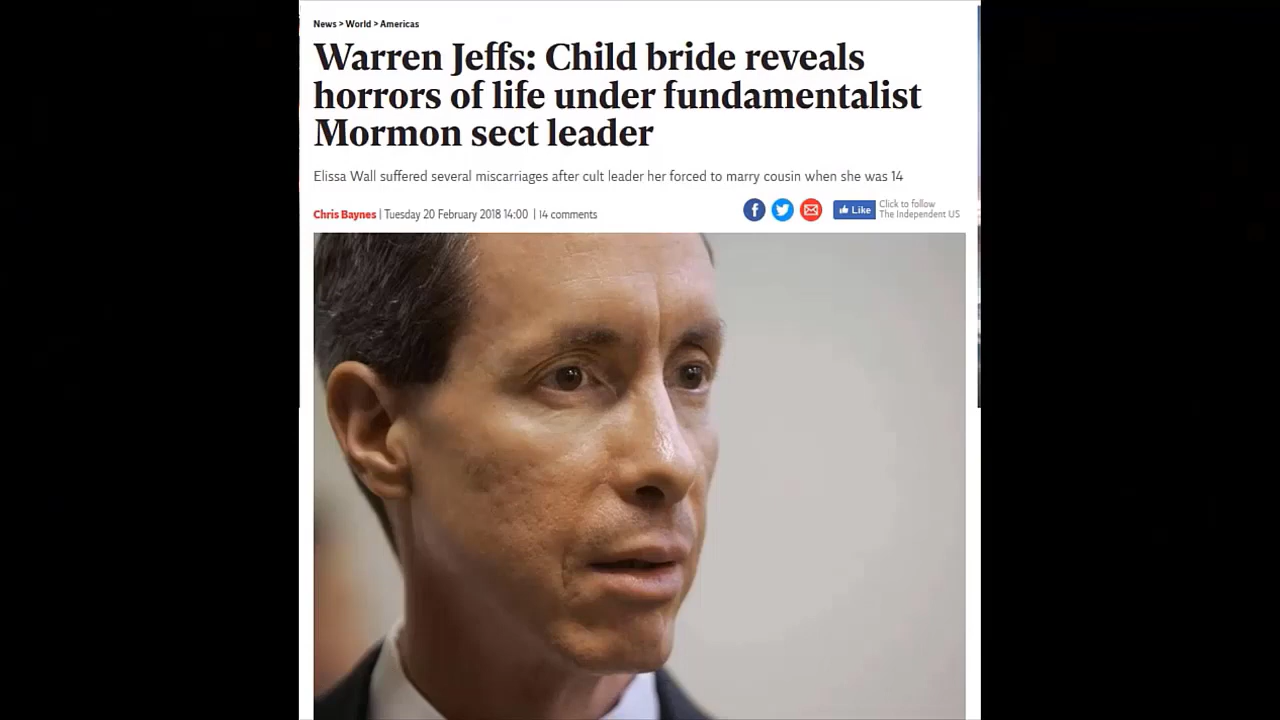 News > World > Americas
Warren Jeffs: Child bride reveals
horrors of life under fundamentalist
Mormon sect leader
Elissa Wall suffered several miscarriages after cult leader her forced to marry cousin when she was 14
Chris Baynes | Tuesday 20 February 2018 14:00 | 14 comments
f
Like
Click to follow
The Independent US